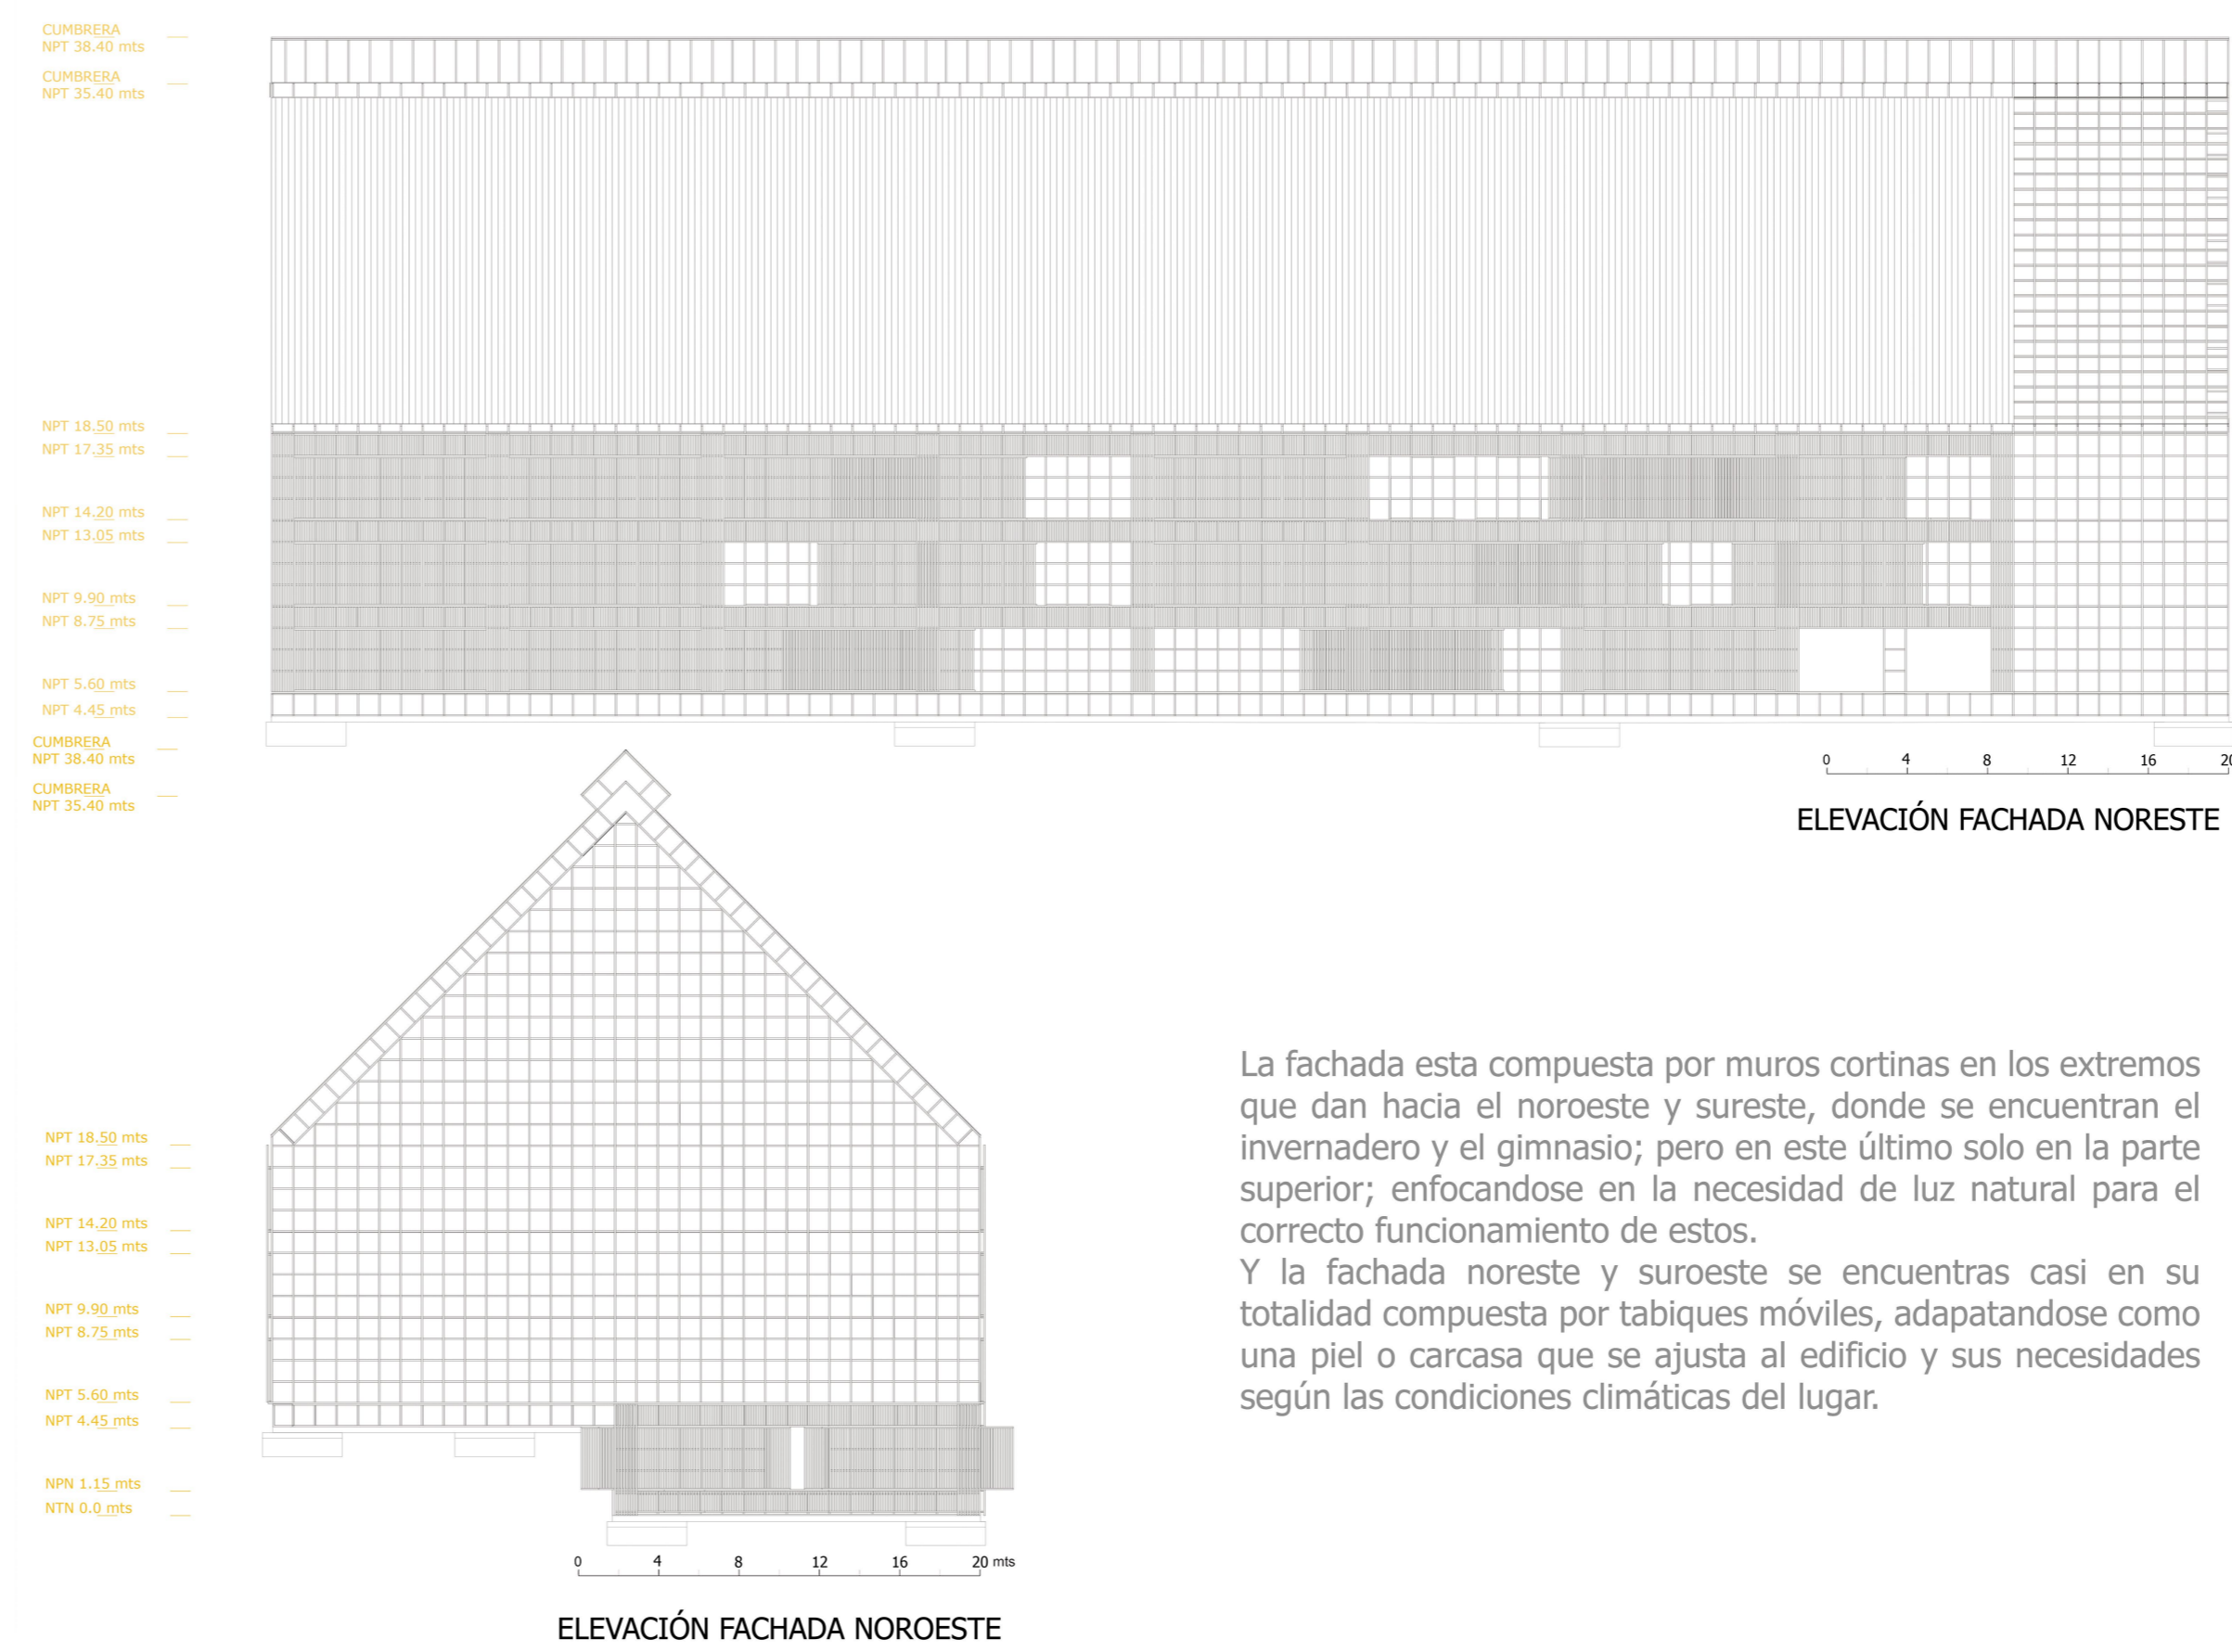 CUMBRERA
NPT 38.40 mts
CUMBRERA
NPT 35.40 mts
NPT 18.50 mts
NPT 17.35 mts
NPT 14.20 mts
NPT 13.05 mts
NPT 9.90 mts
NPT 8.75 mts
NPT 5.60 mts
NPT 4.45 mts
0 4 8 12 16 20
ELEVACIÓN FACHADA NORESTE
CUMBRERA
NPT 38.40 mts
CUMBRERA
NPT 35.40 mts
NPT 18.50 mts
NPT 17.35 mts
NPT 14.20 mts
NPT 13.05 mts
NPT 9.90 mts
NPT 8.75 mts
NPT 5.60 mts
NPT 4.45 mts
NPN 1.15 mts
NTN 0.0 mts
0 4 8 12 16 20 mts
ELEVACIÓN FACHADA NOROESTE
La fachada esta compuesta por muros cortinas en los extremos
que dan hacia el noroeste y sureste, donde se encuentran el
invernadero y el gimnasio; pero en este último solo en la parte
superior; enfocandose en la necesidad de luz natural para el
correcto funcionamiento de estos.
Y la fachada noreste y suroeste se encuentras casi en su
totalidad compuesta por tabiques móviles, adapatandose como
una piel o carcasa que se ajusta al edificio y sus necesidades
según las condiciones climáticas del lugar.